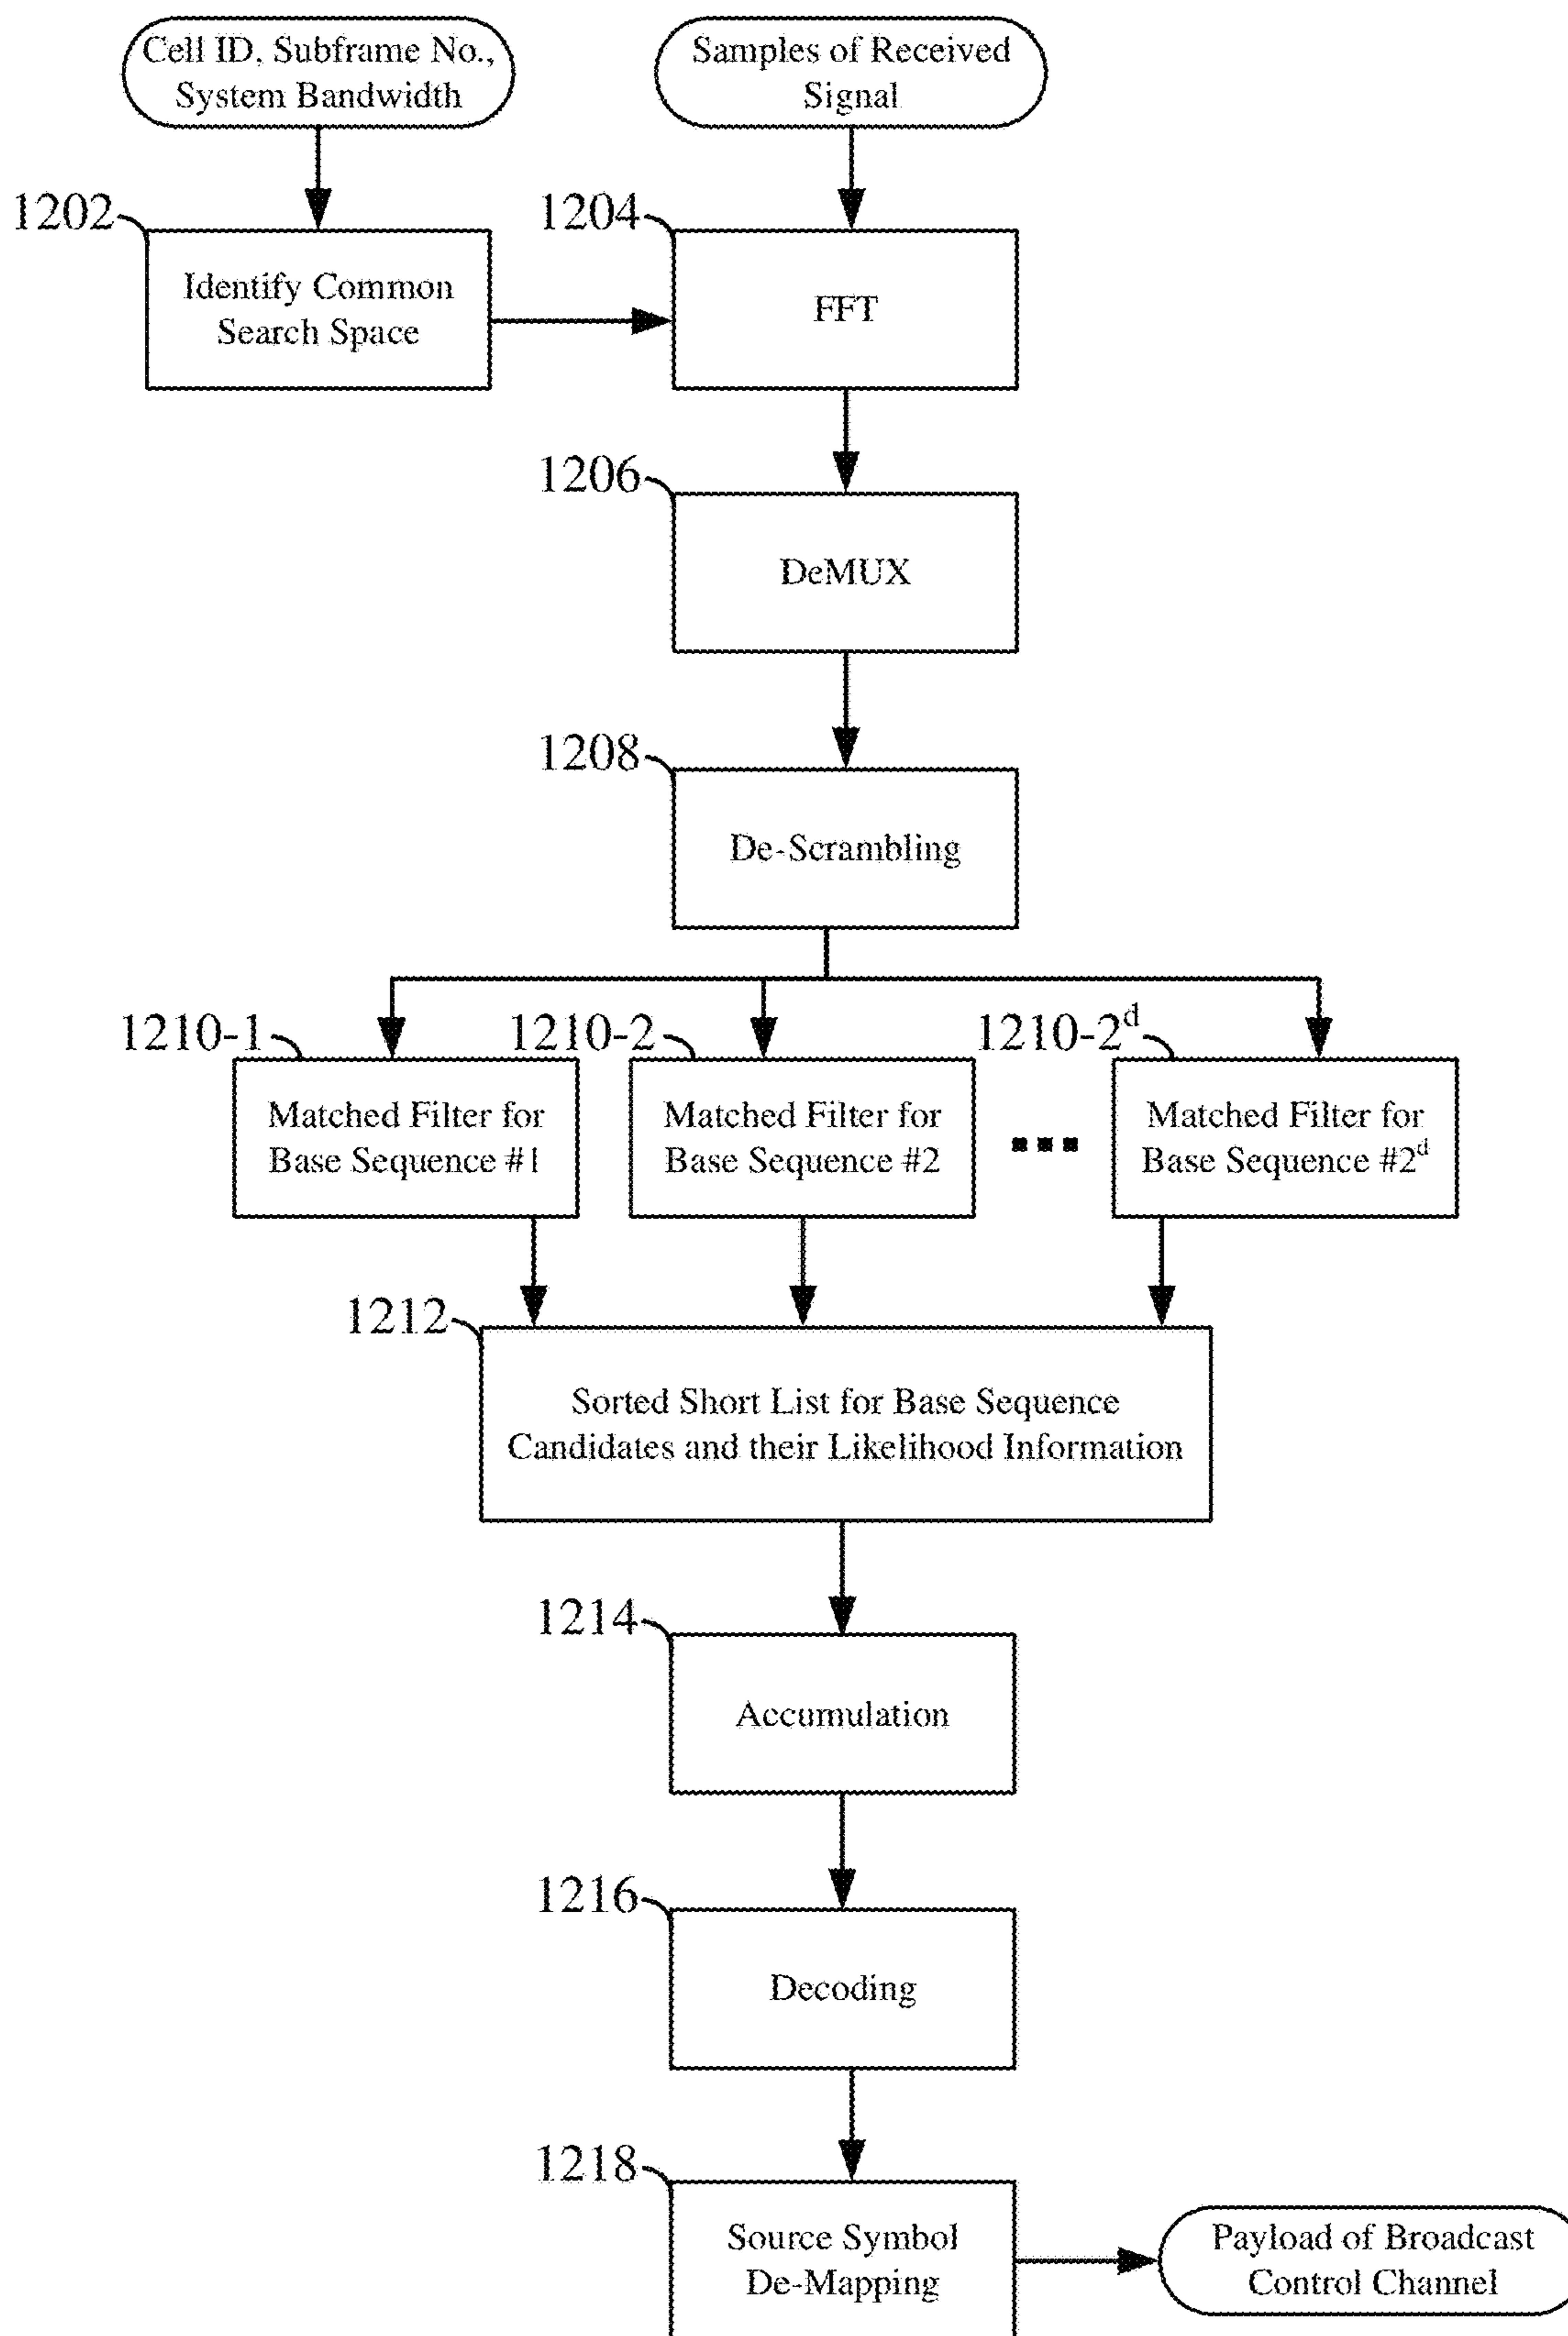 Cell ID, Subframe No.,
System Bandwidth
Samples of Received
Signal
1202
Identify Common
Search Space
1204
FFT
1206
DeMUX
1208
De-Scrambling
1210-1
Matched Filter for
Base Sequence #1
1210-2
Matched Filter for
Base Sequence #2
1210-2^d
Matched Filter for
Base Sequence #2^d
1212
Sorted Short List for Base Sequence
Candidates and their Likelihood Information
1214
Accumulation
1216
Decoding
1218
Source Symbol
De-Mapping
Payload of Broadcast
Control Channel